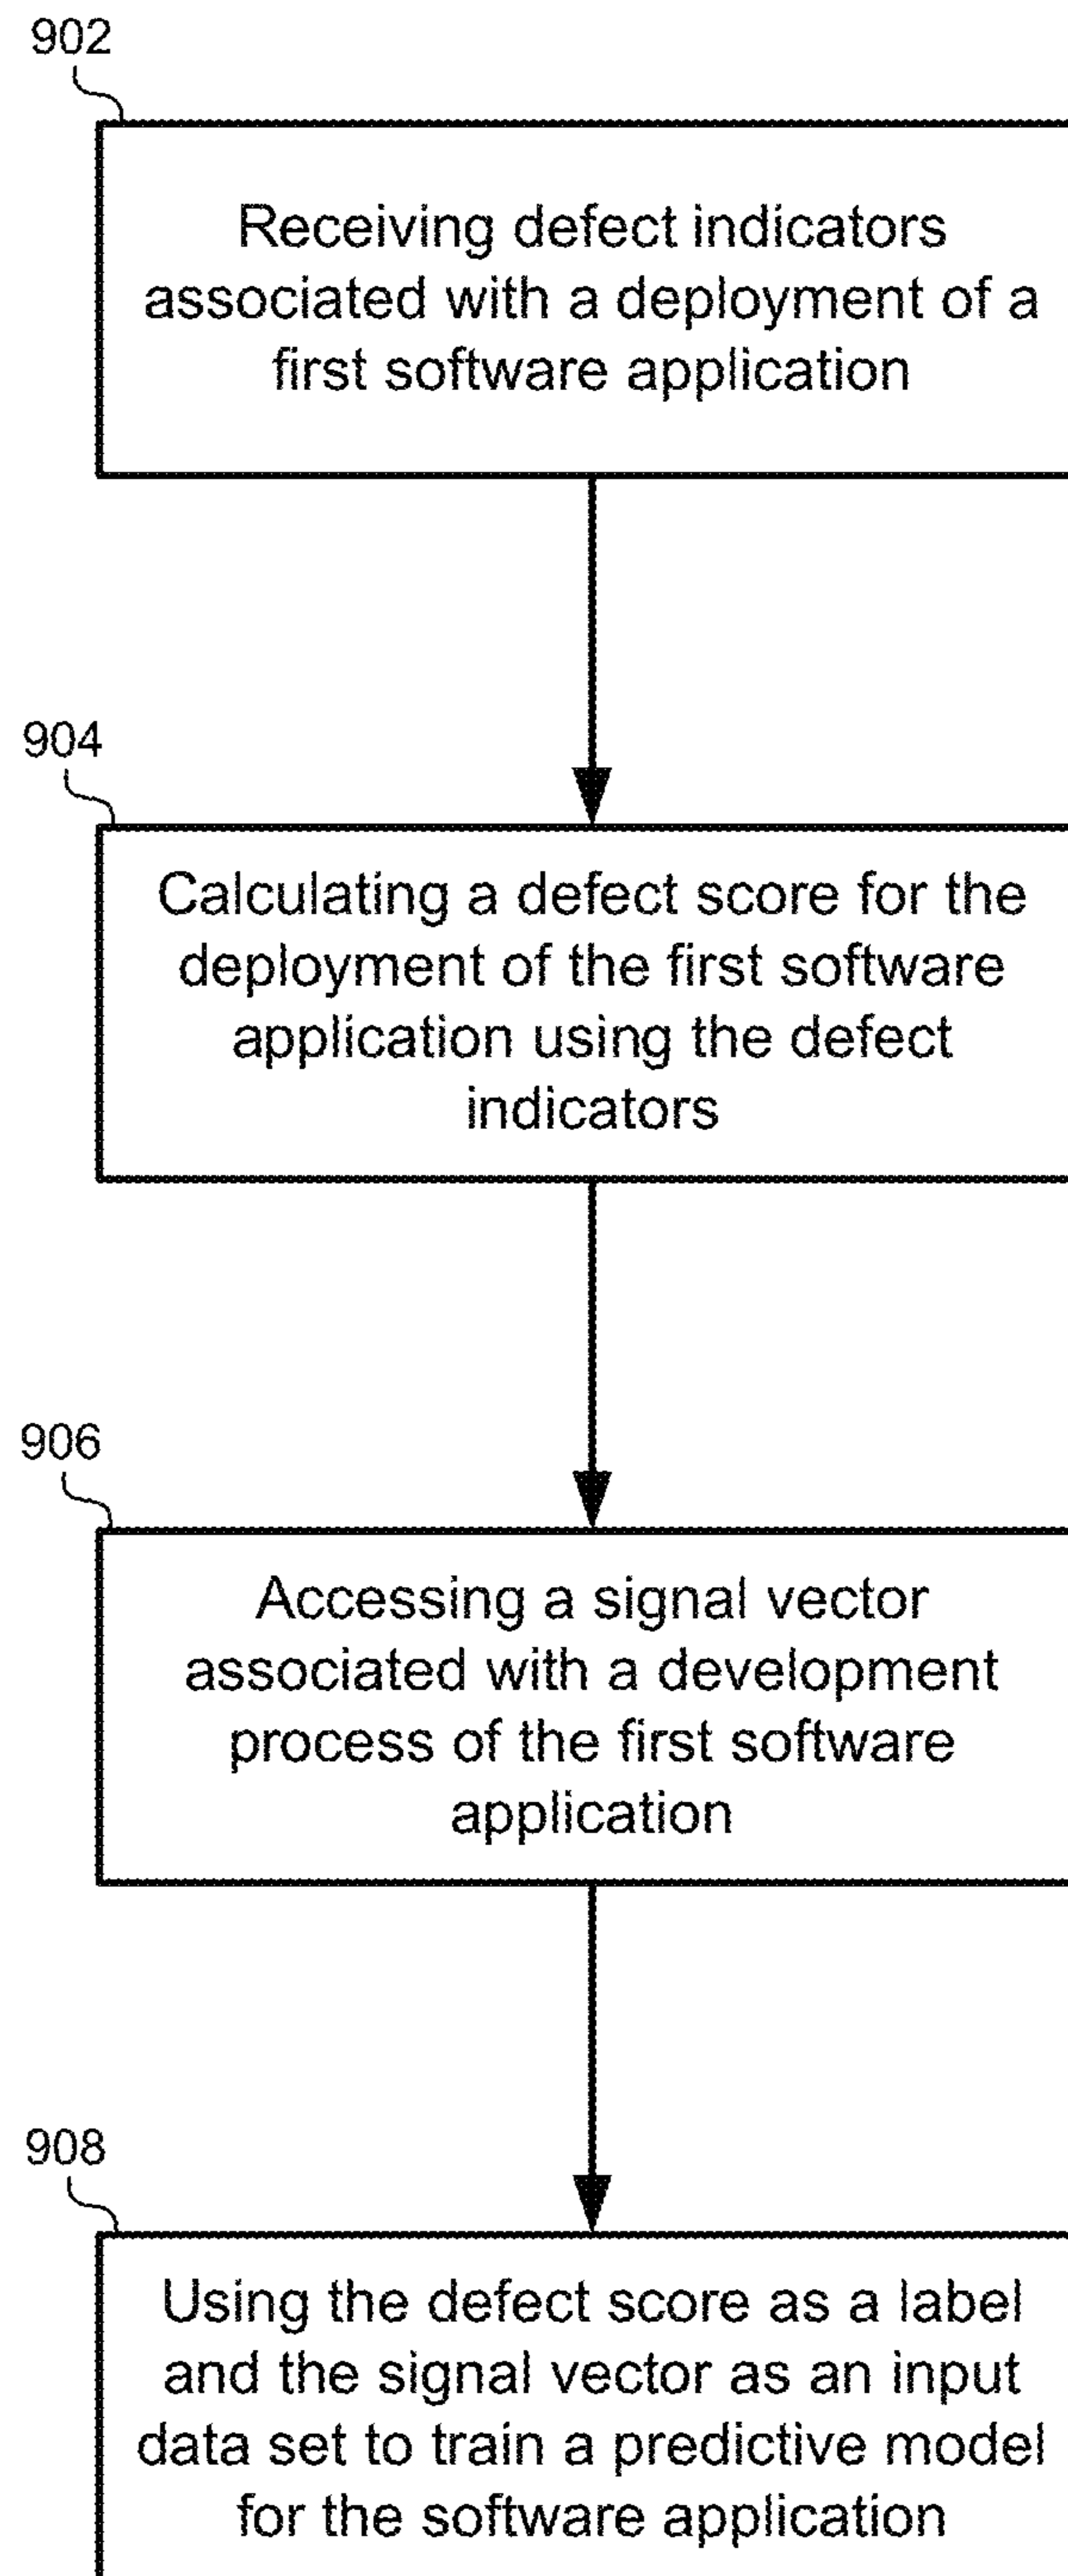 902
Receiving defect indicators
associated with a deployment of a
first software application
904
Calculating a defect score for the
deployment of the first software
application using the defect
indicators
906
Accessing a signal vector
associated with a development
process of the first software
application
908
Using the defect score as a label
and the signal vector as an input
data set to train a predictive model
for the software application